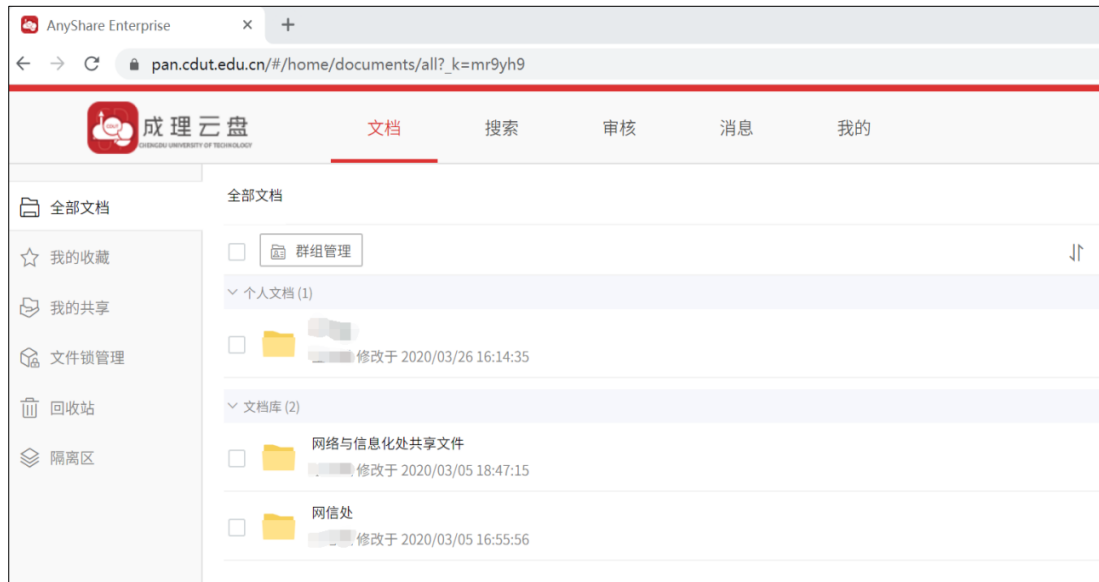 AnyShare Enterprise
pan.cdut.edu.cn/#/home/documents/all?_k=mr9yh9
成理云盘
CHENGDU UNIVERSITY OF TECHNOLOGY
文档 搜索 审核 消息 我的
全部文档
我的收藏
我的共享
文件锁管理
回收站
隔离区
全部文档
群组管理
个人文档 (1)
修改于 2020/03/26 16:14:35
文档库 (2)
网络与信息化处共享文件
修改于 2020/03/05 18:47:15
网信处
修改于 2020/03/05 16:55:56